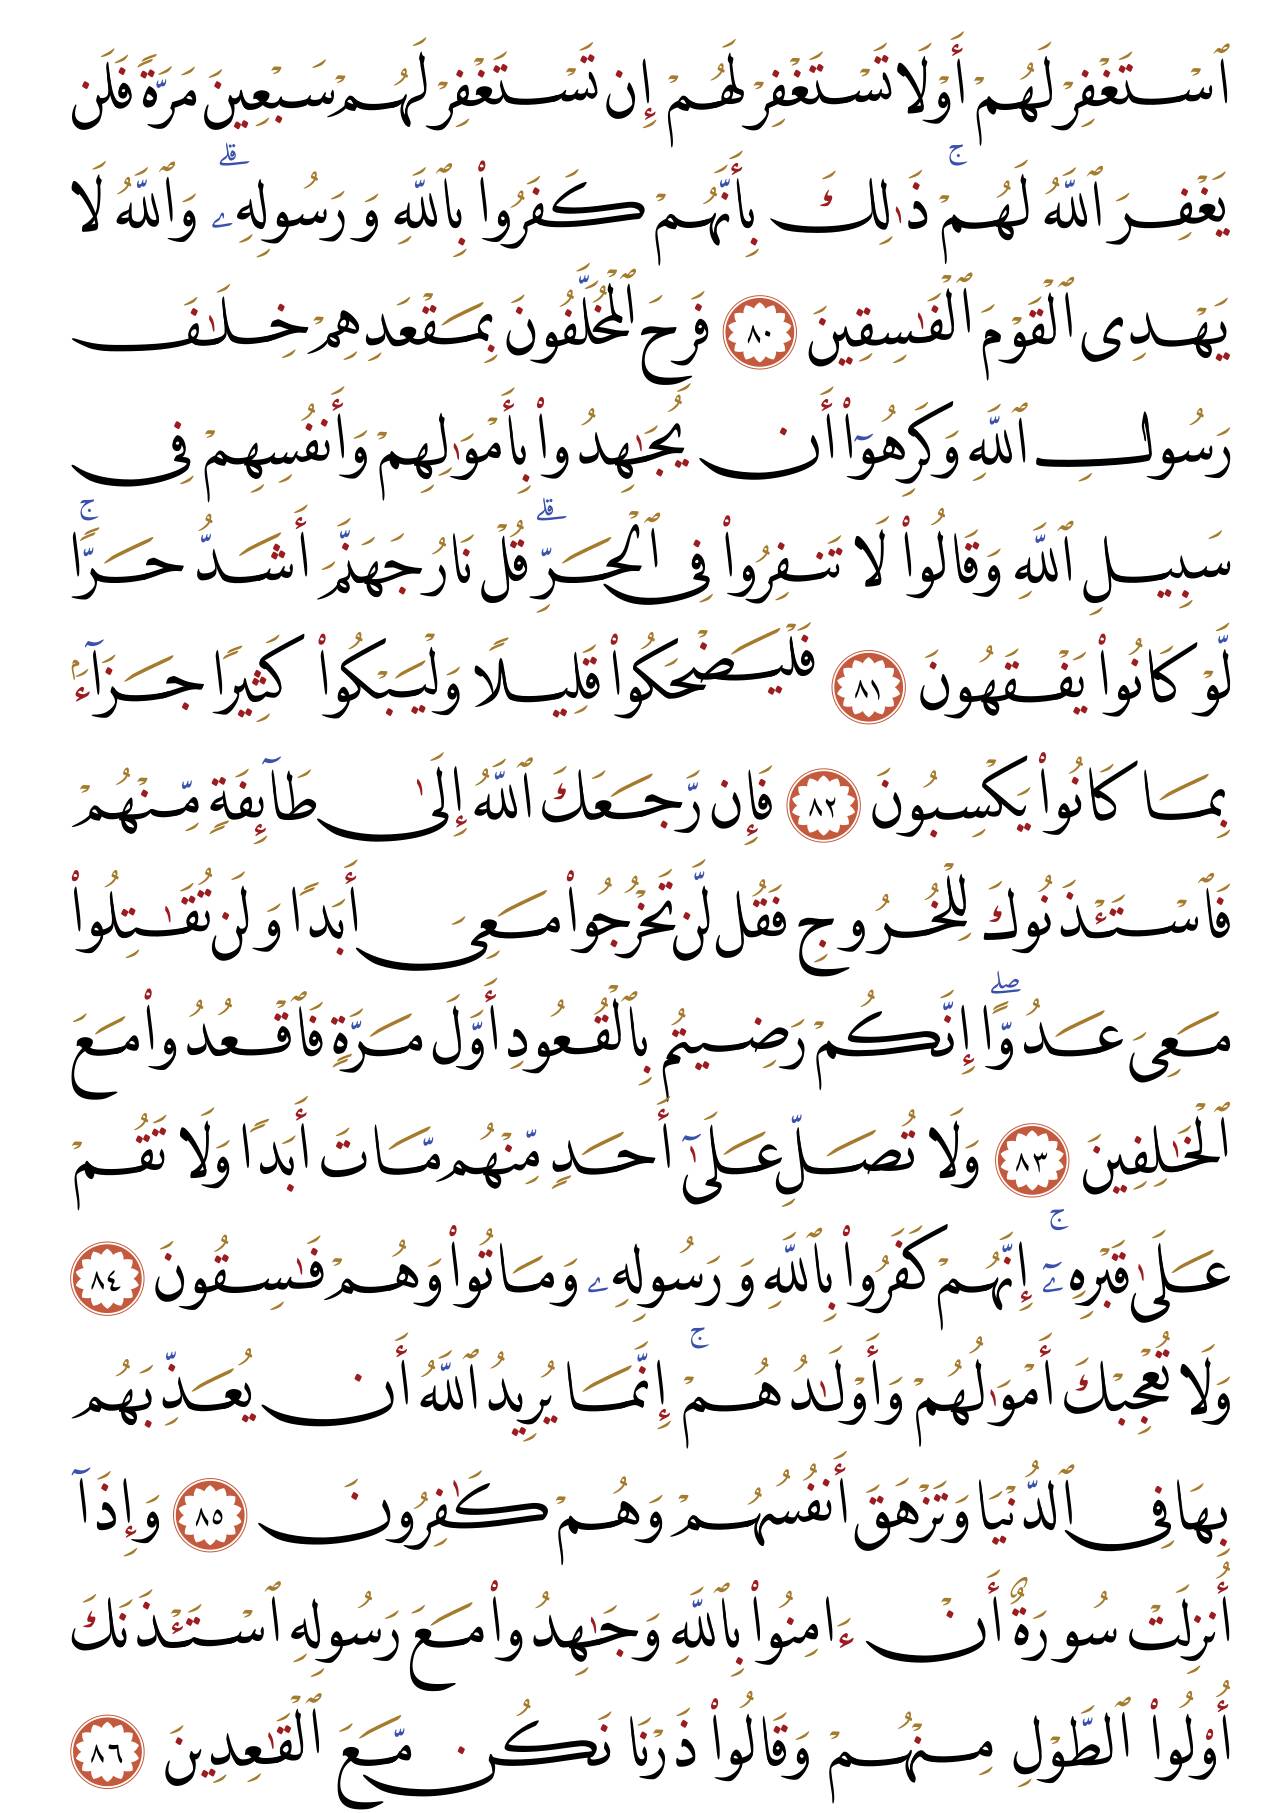 ٱسْتَغْفِرْ لَهُمْ أَوْ لَا تَسْتَغْفِرْ لَهُمْ إِن تَسْتَغْفِرْ لَهُمْ سَبْعِينَ مَرَّةً فَلَن
يَغْفِرَ ٱللَّهُ لَهُمْ ۚ ذَٰلِكَ بِأَنَّهُمْ كَفَرُوا۟ بِٱللَّهِ وَرَسُولِهِۦ ۗ وَٱللَّهُ لَا
يَهْدِى ٱلْقَوْمَ ٱلْفَـٰسِقِينَ ٨٠ فَرِحَ ٱلْمُخَلَّفُونَ بِمَقْعَدِهِمْ خِلَـٰفَ
رَسُولِ ٱللَّهِ وَكَرِهُوٓا۟ أَن يُجَـٰهِدُوا۟ بِأَمْوَٰلِهِمْ وَأَنفُسِهِمْ فِى
سَبِيلِ ٱللَّهِ وَقَالُوا۟ لَا تَنفِرُوا۟ فِى ٱلْحَرِّ ۗ قُلْ نَارُ جَهَنَّمَ أَشَدُّ حَرًّا ۚ
لَّوْ كَانُوا۟ يَفْقَهُونَ ٨١ فَلْيَضْحَكُوا۟ قَلِيلًا وَلْيَبْكُوا۟ كَثِيرًا جَزَآءًۢ
بِمَا كَانُوا۟ يَكْسِبُونَ ٨٢ فَإِن رَّجَعَكَ ٱللَّهُ إِلَىٰ طَآئِفَةٍ مِّنْهُمْ
فَٱسْتَـْٔذَنُوكَ لِلْخُرُوجِ فَقُل لَّن تَخْرُجُوا۟ مَعِىَ أَبَدًا وَلَن تُقَـٰتِلُوا۟
مَعِىَ عَدُوًّا ۖ إِنَّكُمْ رَضِيتُم بِٱلْقُعُودِ أَوَّلَ مَرَّةٍ فَٱقْعُدُوا۟ مَعَ
ٱلْخَـٰلِفِينَ ٨٣ وَلَا تُصَلِّ عَلَىٰٓ أَحَدٍ مِّنْهُم مَّاتَ أَبَدًا وَلَا تَقُمْ
عَلَىٰ قَبْرِهِۦٓ ۚ إِنَّهُمْ كَفَرُوا۟ بِٱللَّهِ وَرَسُولِهِۦ وَمَاتُوا۟ وَهُمْ فَـٰسِقُونَ ٨٤
وَلَا تُعْجِبْكَ أَمْوَٰلُهُمْ وَأَوْلَـٰدُهُمْ ۚ إِنَّمَا يُرِيدُ ٱللَّهُ أَن يُعَذِّبَهُم
بِهَا فِى ٱلدُّنْيَا وَتَزْهَقَ أَنفُسُهُمْ وَهُمْ كَـٰفِرُونَ ٨٥ وَإِذَآ
أُنزِلَتْ سُورَةٌ أَنْ ءَامِنُوا۟ بِٱللَّهِ وَجَـٰهِدُوا۟ مَعَ رَسُولِهِ ٱسْتَـْٔذَنَكَ
أُو۟لُوا۟ ٱلطَّوْلِ مِنْهُمْ وَقَالُوا۟ ذَرْنَا نَكُن مَّعَ ٱلْقَـٰعِدِينَ ٨٦